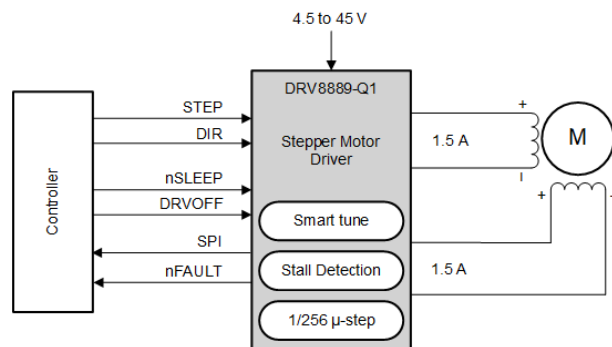 4.5 to 45 V
DRV8889-Q1
Stepper Motor
Driver
Controller
STEP
DIR
nSLEEP
DRVOFF
SPI
nFAULT
Smart tune
Stall Detection
1/256 µ-step
+
1.5 A
-
M
+
-
1.5 A